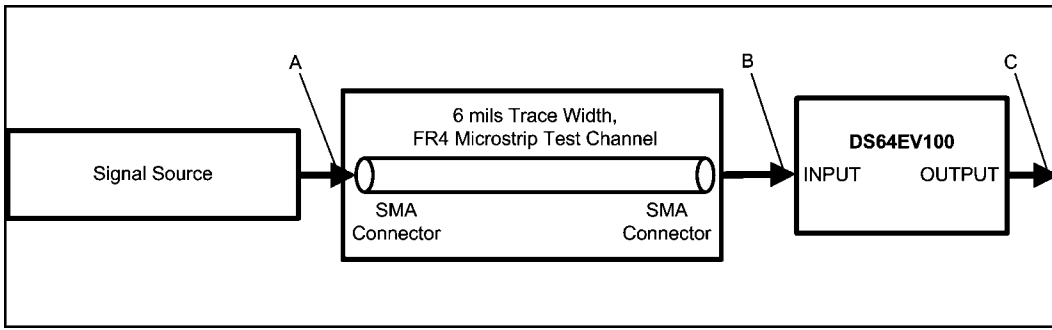 A
B
C
6 mils Trace Width,
FR4 Microstrip Test Channel
Signal Source
SMA
Connector
SMA
Connector
DS64EV100
INPUT
OUTPUT